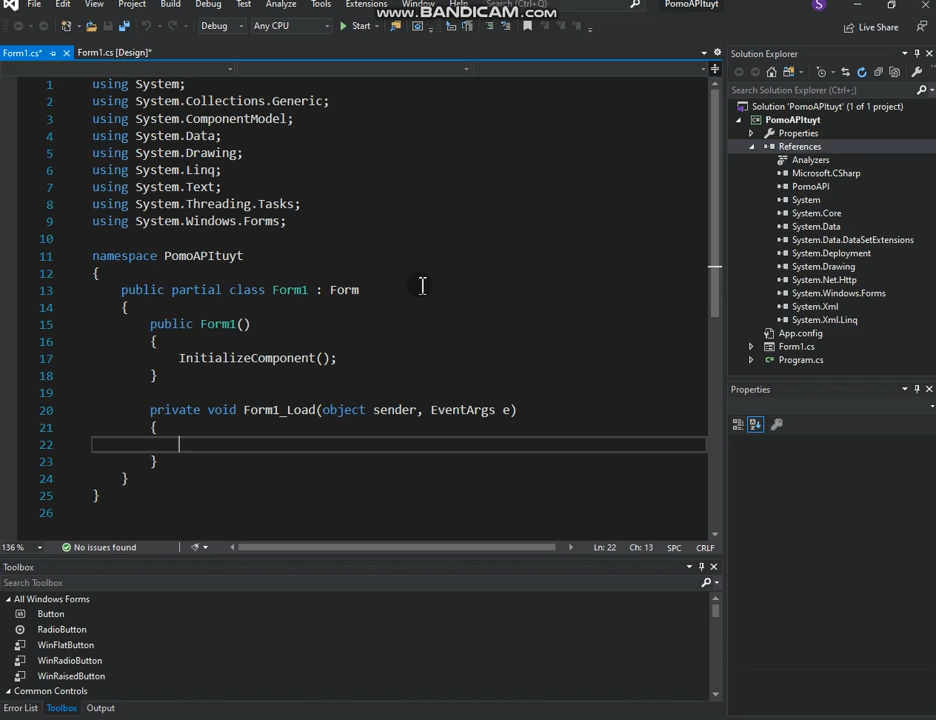 File Edit View Project Build Debug Test Analyze Tools Extensions Window Help Search (Ctrl+;) PomoAPItuyt S
www.BANDICAM.com
Debug Any CPU Start Live Share
Form1.cs* Form1.cs [Design]*
1 using System;
2 using System.Collections.Generic;
3 using System.ComponentModel;
4 using System.Data;
5 using System.Drawing;
6 using System.Linq;
7 using System.Text;
8 using System.Threading.Tasks;
9 using System.Windows.Forms;
10
11 namespace PomoAPItuyt
12 {
13 public partial class Form1 : Form
14 {
15 public Form1()
16 {
17 InitializeComponent();
18 }
19
20 private void Form1_Load(object sender, EventArgs e)
21 {
22
23 }
24 }
25 }
26
136 % No issues found Ln: 22 Ch: 13 SPC CRLF
Toolbox
Search Toolbox
All Windows Forms
Button
RadioButton
WinFlatButton
WinRadioButton
WinRaisedButton
Common Controls
Error List Toolbox Output
Solution Explorer
Search Solution Explorer (Ctrl+;)
Solution 'PomoAPItuyt' (1 of 1 project)
PomoAPItuyt
Properties
References
Analyzers
Microsoft.CSharp
PomoAPI
System
System.Core
System.Data
System.Data.DataSetExtensions
System.Deployment
System.Drawing
System.Net.Http
System.Windows.Forms
System.Xml
System.Xml.Linq
App.config
Form1.cs
Program.cs
Properties